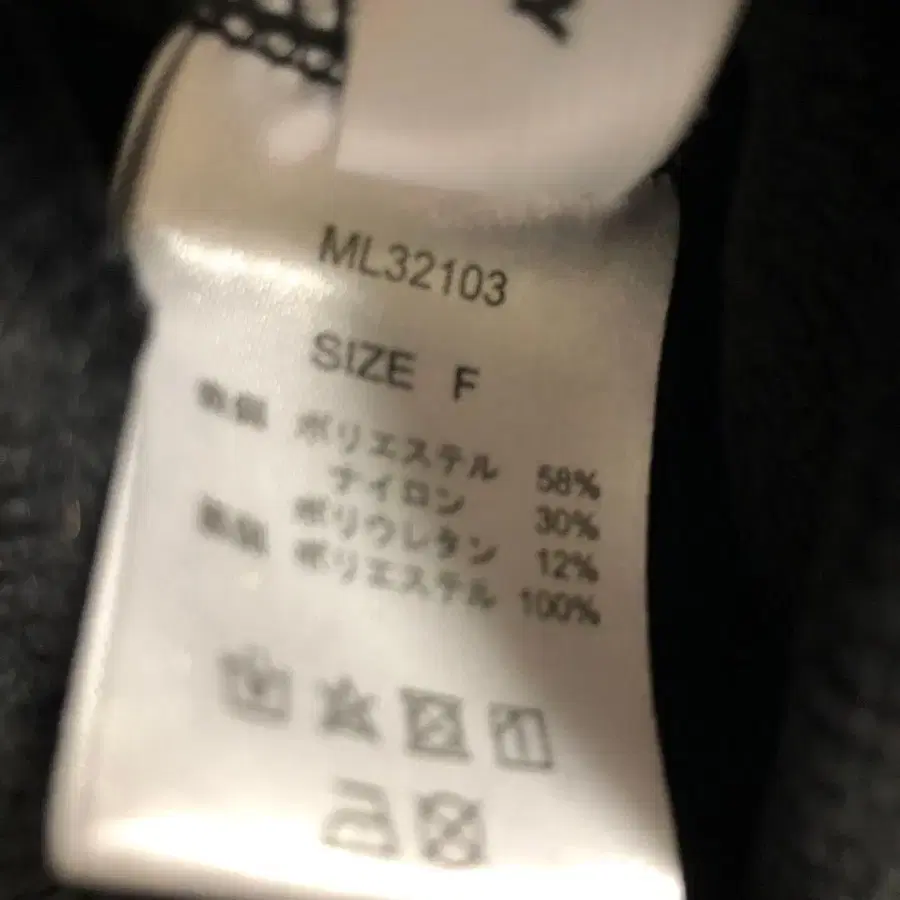 ML32103
SIZE F
ポリエステル 58%
ナイロン 30%
ポリウレタン 12%
ポリエステル 100%